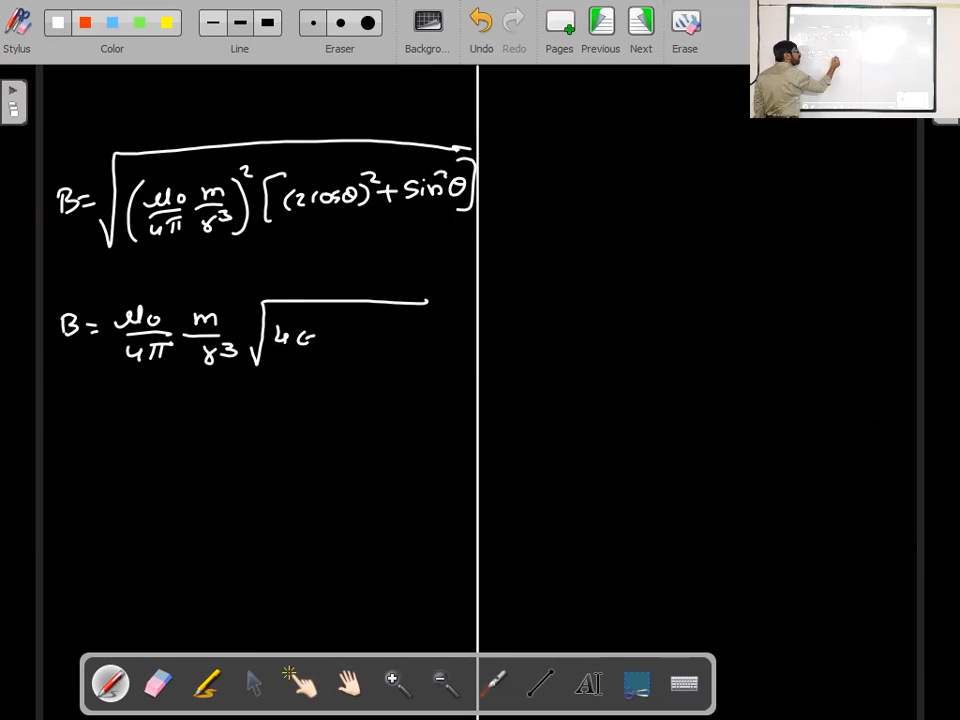 Stylus Color Line Eraser Backgro... Undo Redo Pages Previous Next Erase
B = √(μ₀/4π m/r³)² [(2cosθ)² + sin²θ]
B = μ₀/4π m/r³ √4c
AI